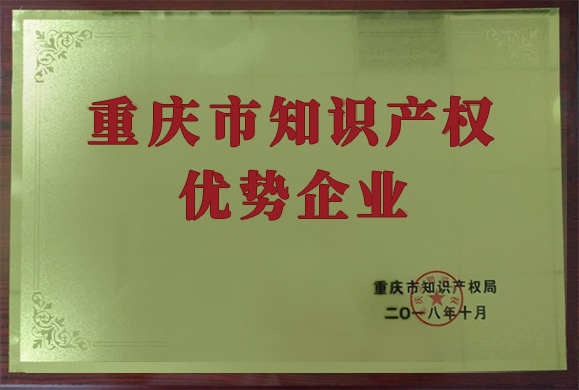 重庆市知识产权
优势企业
重庆市知识产权局
二〇一八年十月